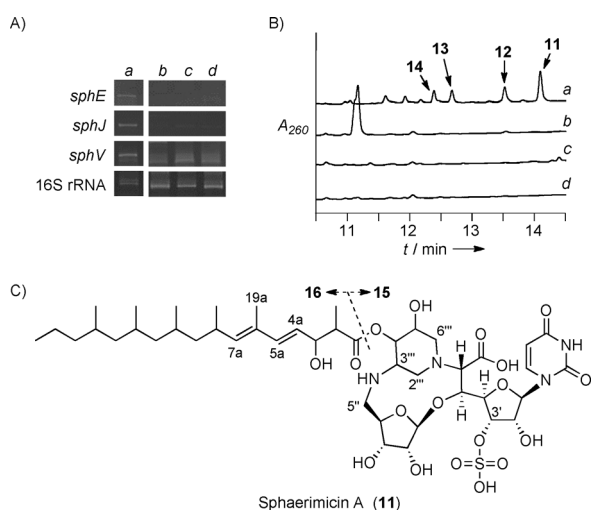 A)
a b c d
sphE
sphJ
sphV
16S rRNA
B)
14 13 12 11
A260
a
b
c
d
11 12 13 14
t / min
C)
16 15
19a
4a
7a
5a
OH
O
O
OH
6'''
3'''
2'''
N
HN
5''
O
OH
H
H
H
O
O
NH
N
O
O
3'
O
OH
O
HO
OH
O=S=O
OH
Sphaerimicin A (11)